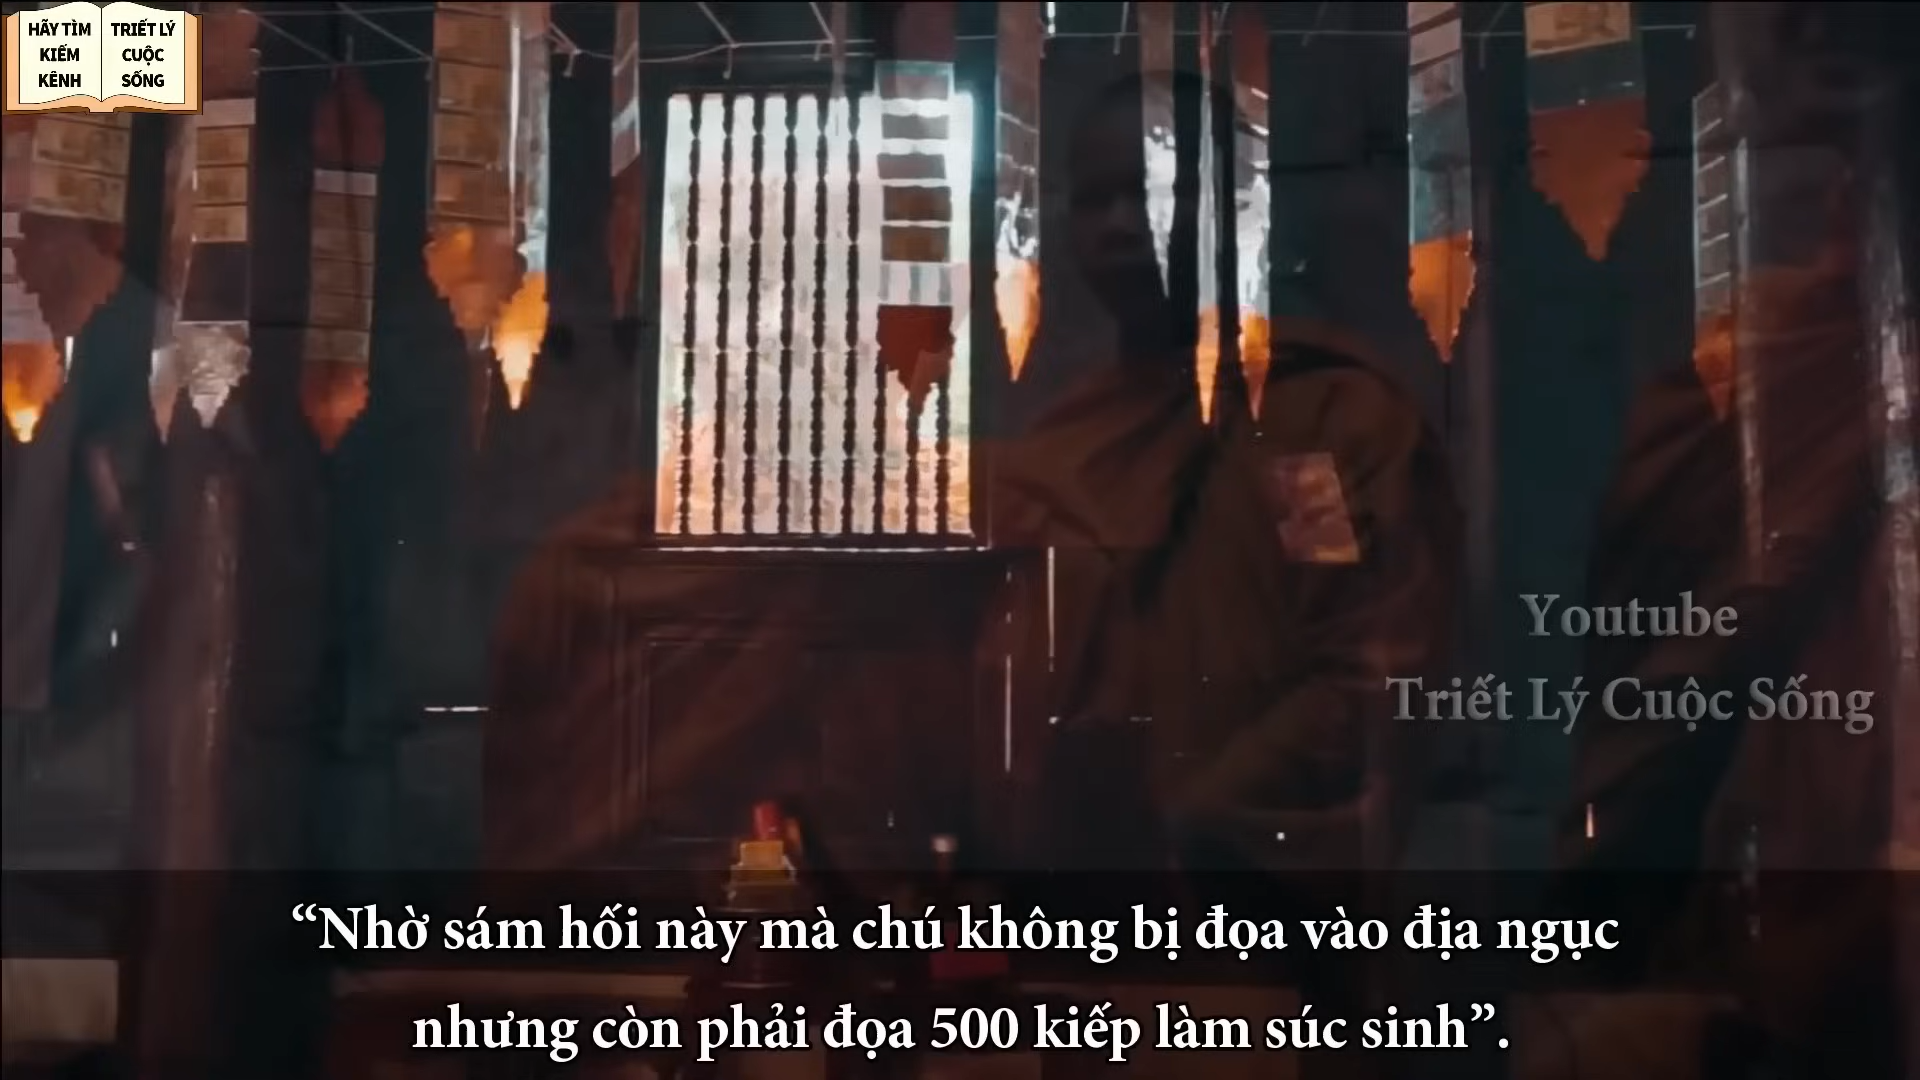 HÃY TÌM
KIẾM
KÊNH
TRIẾT LÝ
CUỘC
SỐNG
Youtube
Triết Lý Cuộc Sống
“Nhờ sám hối này mà chú không bị đọa vào địa ngục
nhưng còn phải đọa 500 kiếp làm súc sinh”.